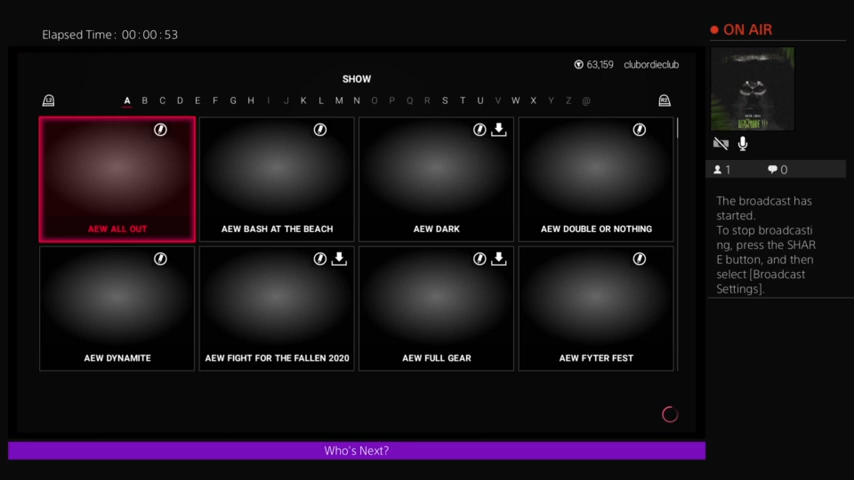 Elapsed Time : 00:00:53
ON AIR
63,159 clubordieclub
SHOW
L2 A B C D E F G H I J K L M N O P Q R S T U V W X Y Z @ R2
AEW ALL OUT
AEW BASH AT THE BEACH
AEW DARK
AEW DOUBLE OR NOTHING
AEW DYNAMITE
AEW FIGHT FOR THE FALLEN 2020
AEW FULL GEAR
AEW FYTER FEST
Who's Next?
1 0
The broadcast has
started.
To stop broadcasti
ng, press the SHAR
E button, and then
select [Broadcast
Settings].